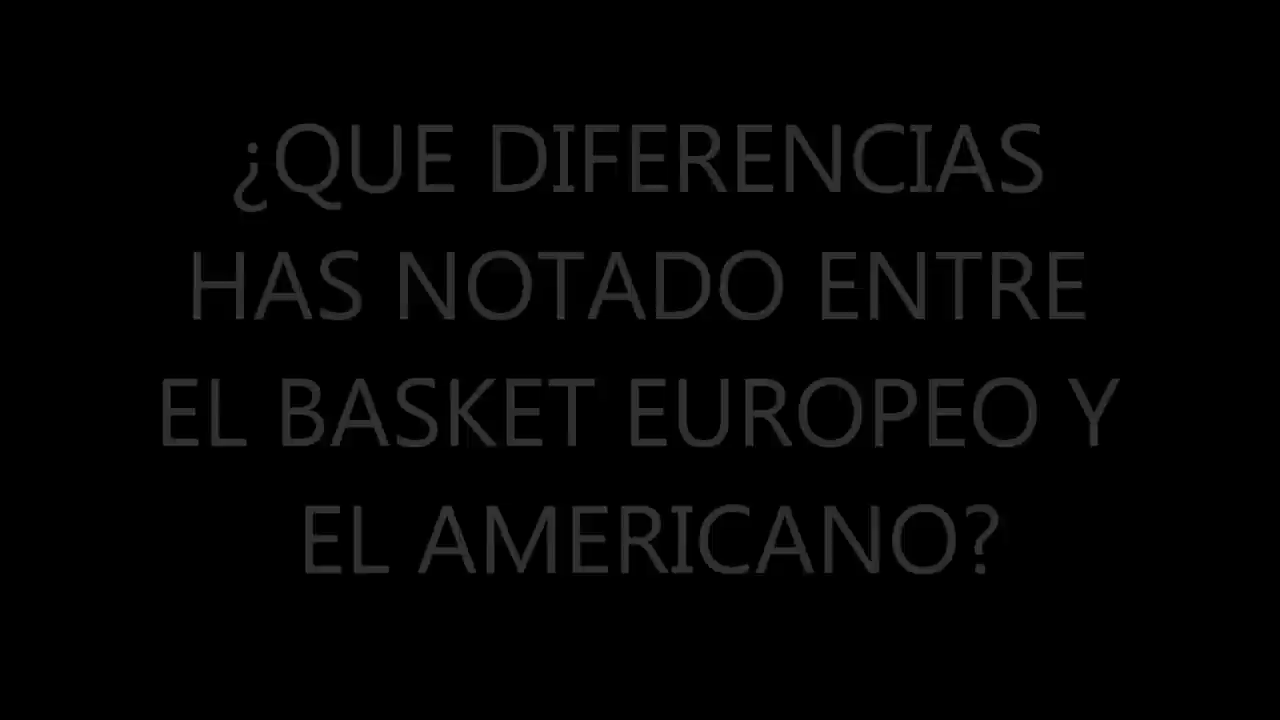 ¿QUE DIFERENCIAS
HAS NOTADO ENTRE
EL BASKET EUROPEO Y
EL AMERICANO?